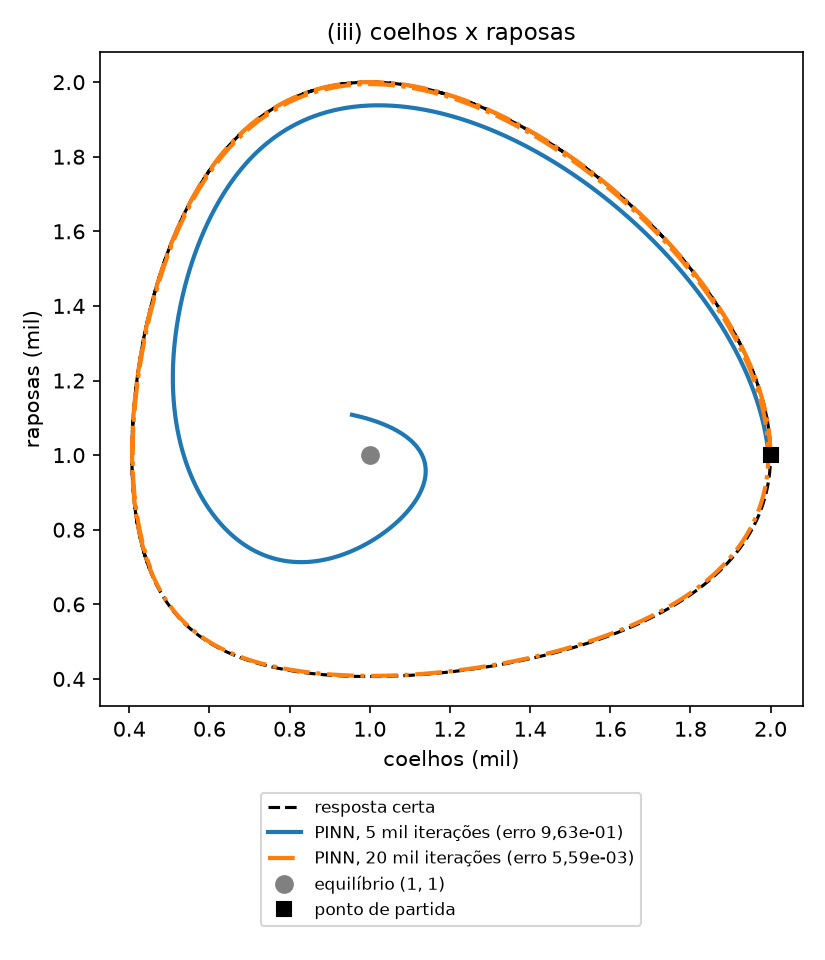 (iii) coelhos x raposas
raposas (mil)
2.0
1.8
1.6
1.4
1.2
1.0
0.8
0.6
0.4
0.4 0.6 0.8 1.0 1.2 1.4 1.6 1.8 2.0
coelhos (mil)
resposta certa
PINN, 5 mil iterações (erro 9,63e-01)
PINN, 20 mil iterações (erro 5,59e-03)
equilíbrio (1, 1)
ponto de partida